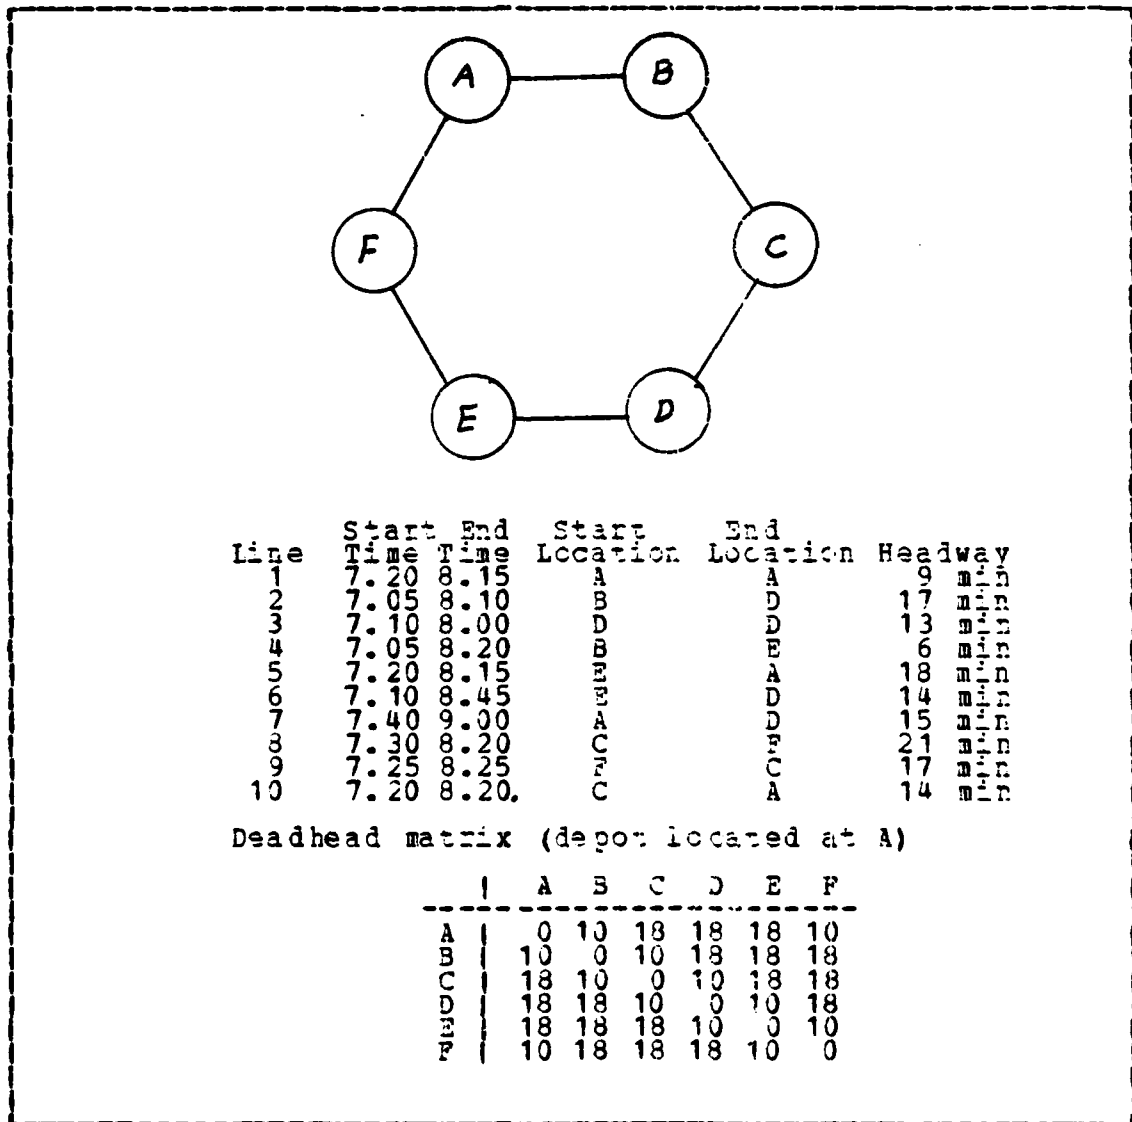 A B
F C
E D
Start End Start End
Line Time Time Location Location Headway
1 7.20 8.15 A A 9 min
2 7.05 8.10 B D 17 min
3 7.10 8.00 D D 13 min
4 7.05 8.20 B E 6 min
5 7.20 8.15 E A 18 min
6 7.10 8.45 E D 14 min
7 7.40 9.00 A D 15 min
8 7.30 8.20 C F 21 min
9 7.25 8.25 F C 17 min
10 7.20 8.20. C A 14 min
Deadhead matrix (depot located at A)
| A B C D E F
A | 0 10 18 18 18 10
B | 10 0 10 18 18 18
C | 18 10 0 10 18 18
D | 18 18 10 0 10 18
E | 18 18 18 10 0 10
F | 10 18 18 18 10 0